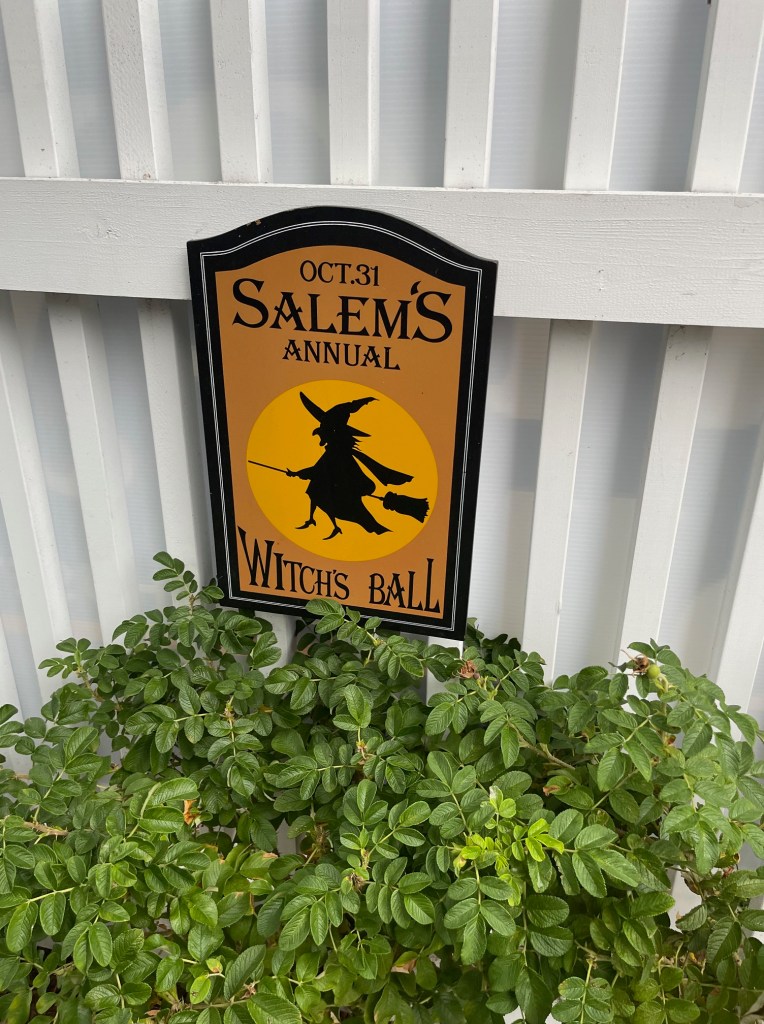 OCT.31
SALEM'S
ANNUAL
WITCH'S BALL